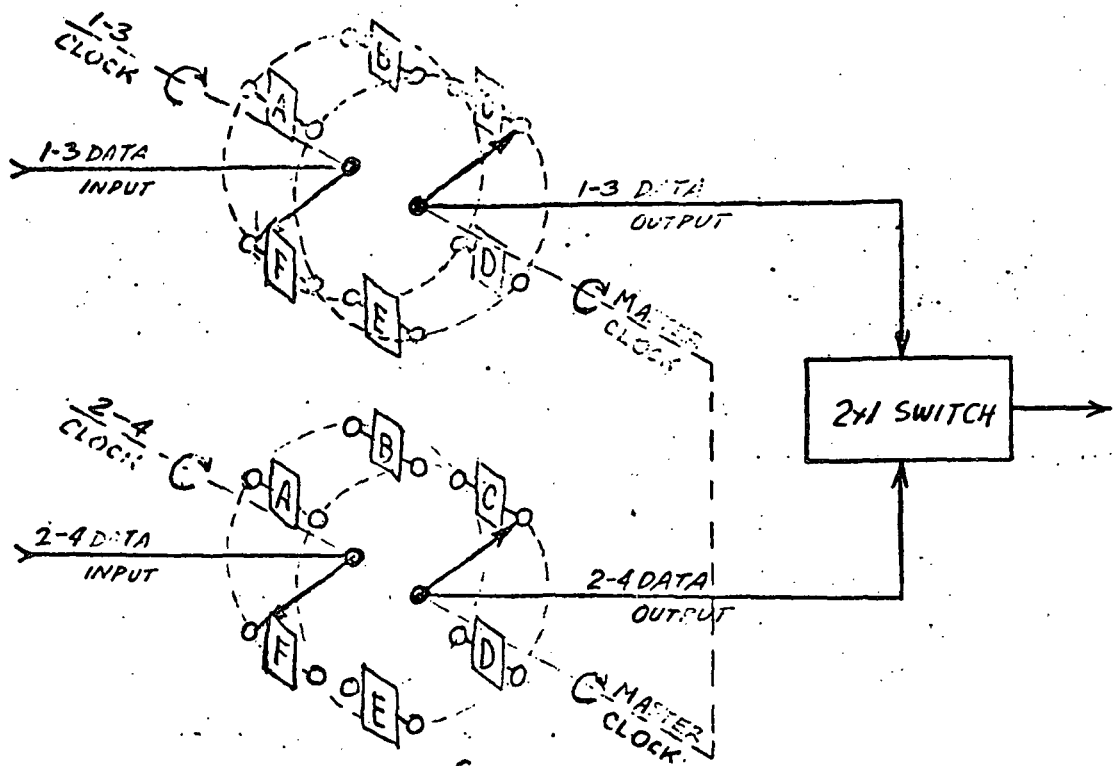 1-3
CLOCK
A
1-3 DATA
INPUT
F
E
D
1-3 DATA
OUTPUT
MASTER
CLOCK
2x1 SWITCH
2-4
CLOCK
A
B
C
2-4 DATA
INPUT
F
E
D
2-4 DATA
OUTPUT
MASTER
CLOCK